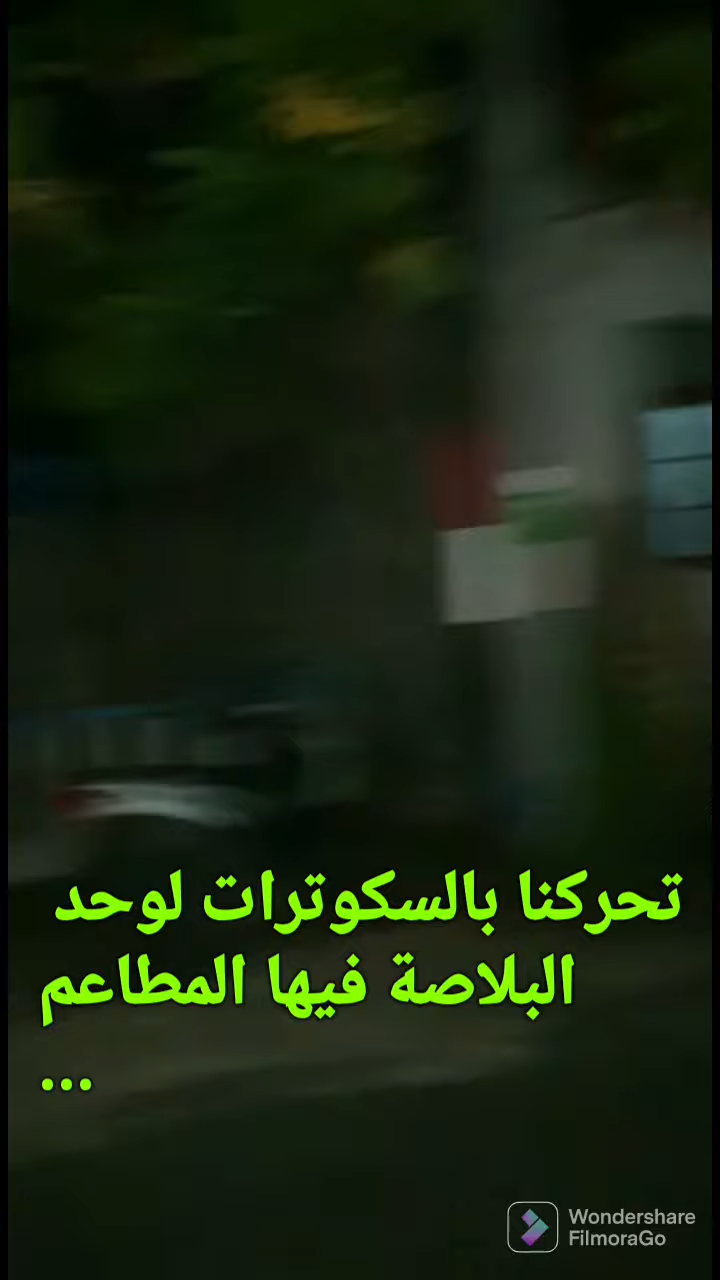 تحركنا بالسكوترات لوحد
البلاصة فيها المطاعم
...
Wondershare
FilmoraGo